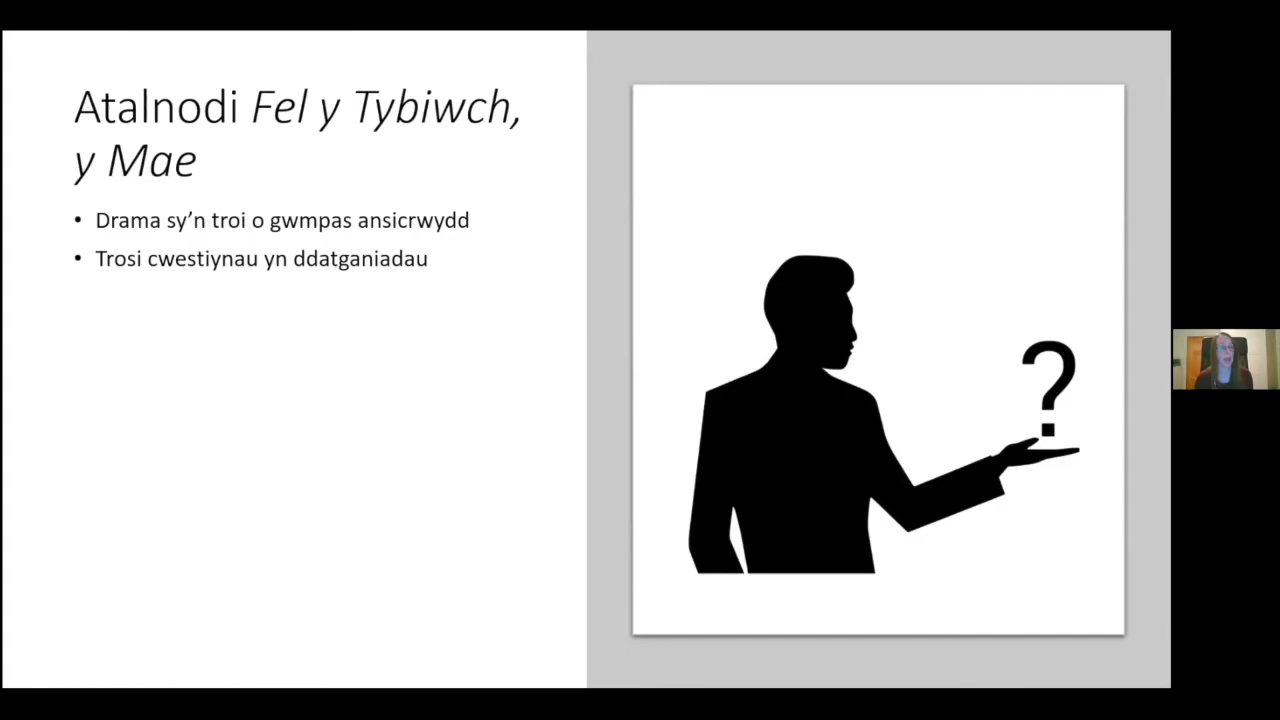 Atalnodi Fel y Tybiwch,
y Mae
• Drama sy’n troi o gwmpas ansicrwydd
• Trosi cwestiynau yn ddatganiadau
?